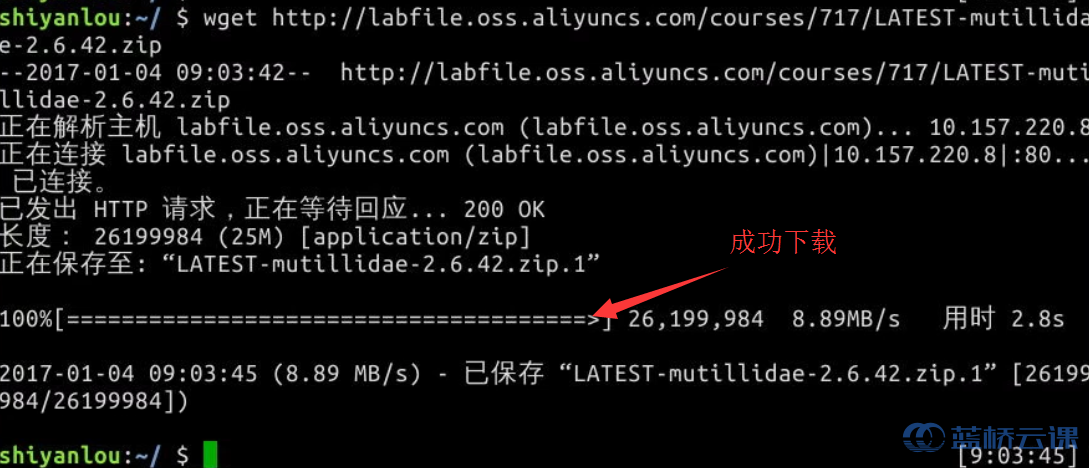 shiyanlou:~/ $ wget http://labfile.oss.aliyuncs.com/courses/717/LATEST-mutillida
e-2.6.42.zip
--2017-01-04 09:03:42--  http://labfile.oss.aliyuncs.com/courses/717/LATEST-muti
llidae-2.6.42.zip
正在解析主机 labfile.oss.aliyuncs.com (labfile.oss.aliyuncs.com)... 10.157.220.8
正在连接 labfile.oss.aliyuncs.com (labfile.oss.aliyuncs.com)|10.157.220.8|:80...
已连接。
已发出 HTTP 请求，正在等待回应... 200 OK
长度： 26199984 (25M) [application/zip]
成功下载
正在保存至: “LATEST-mutillidae-2.6.42.zip.1”
100%[======================================>] 26,199,984  8.89MB/s   用时 2.8s
2017-01-04 09:03:45 (8.89 MB/s) - 已保存 “LATEST-mutillidae-2.6.42.zip.1” [26199
984/26199984])
蓝桥云课
shiyanlou:~/ $ [9:03:45]